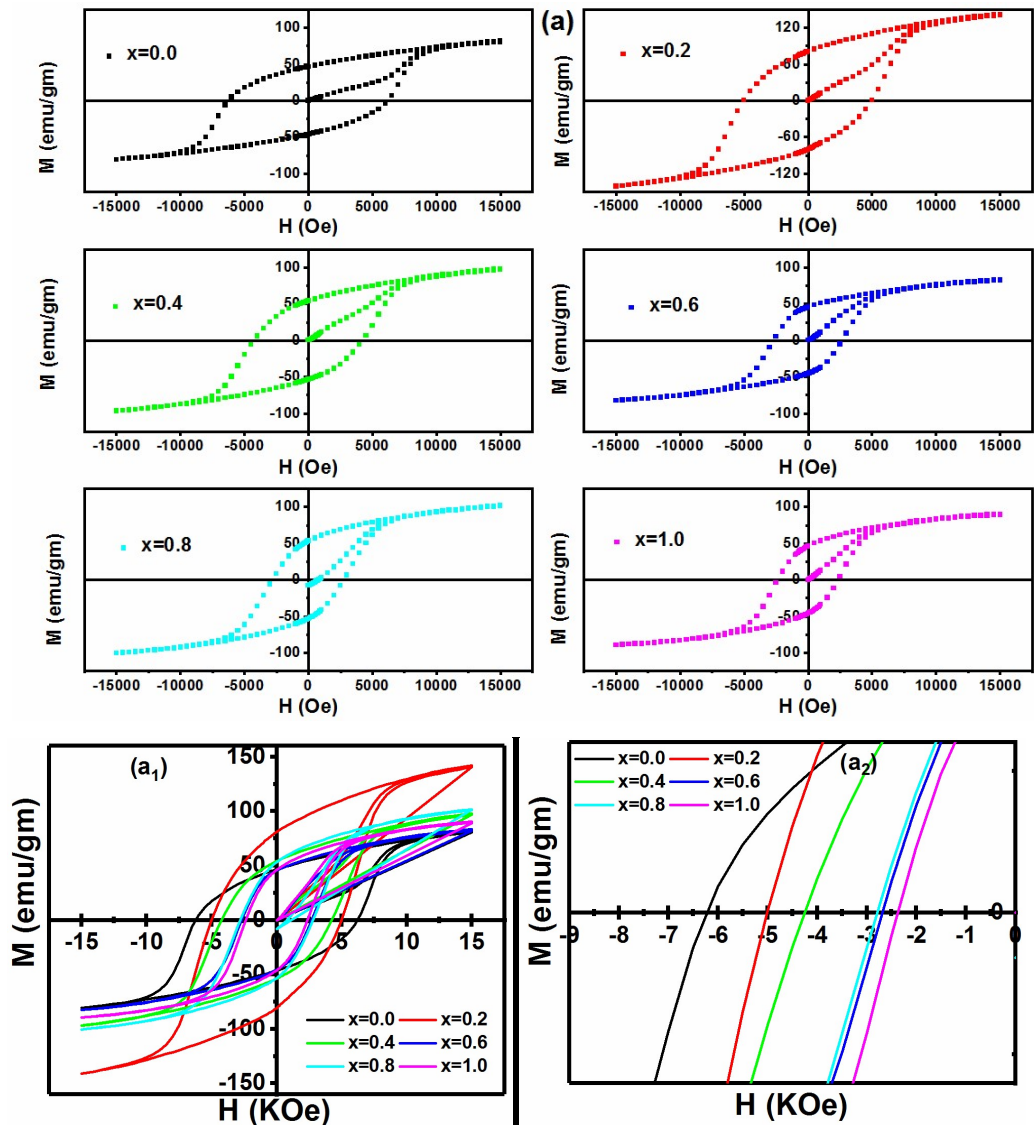 (a)
x=0.0
M (emu/gm)
100
50
0
-50
-100
-15000 -10000 -5000 0 5000 10000 15000
H (Oe)
x=0.2
M (emu/gm)
120
60
0
-60
-120
-15000 -10000 -5000 0 5000 10000 15000
H (Oe)
x=0.4
M (emu/gm)
100
50
0
-50
-100
-15000 -10000 -5000 0 5000 10000 15000
H (Oe)
x=0.6
M (emu/gm)
100
50
0
-50
-100
-15000 -10000 -5000 0 5000 10000 15000
H (Oe)
x=0.8
M (emu/gm)
100
50
0
-50
-100
-15000 -10000 -5000 0 5000 10000 15000
H (Oe)
x=1.0
M (emu/gm)
100
50
0
-50
-100
-15000 -10000 -5000 0 5000 10000 15000
H (Oe)
(a₁)
M (emu/gm)
150
100
50
0
-50
-100
-150
-15 -10 -5 0 5 10 15
x=0.0 x=0.2
x=0.4 x=0.6
x=0.8 x=1.0
H (KOe)
(a₂)
x=0.0 x=0.2
x=0.4 x=0.6
x=0.8 x=1.0
M (emu/gm)
0
-9 -8 -7 -6 -5 -4 -3 -2 -1 0
H (KOe)